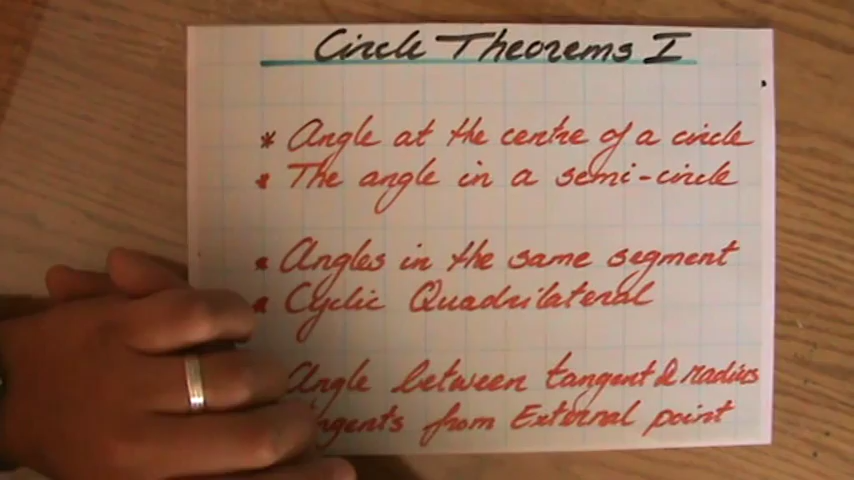 Circle Theorems I
* Angle at the centre of a circle
* The angle in a semi-circle
* Angles in the same segment
* Cyclic Quadrilateral
Angle between tangent & radius
from External point